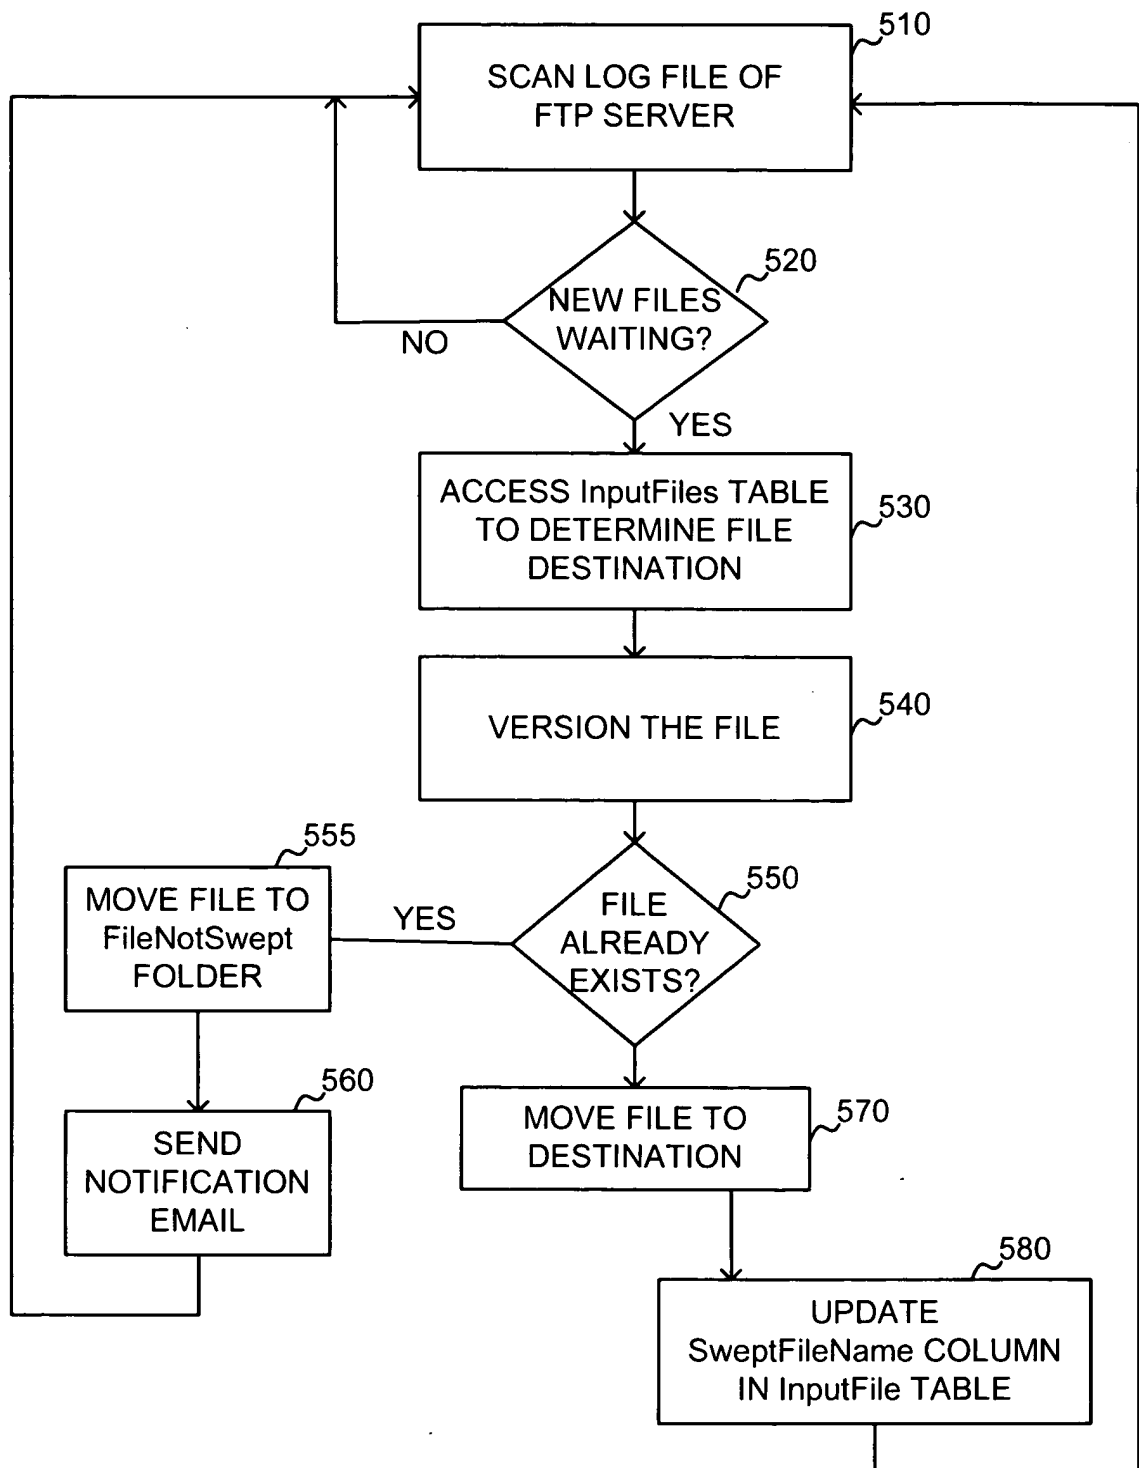 510
SCAN LOG FILE OF
FTP SERVER
520
NEW FILES
WAITING?
NO
YES
ACCESS InputFiles TABLE
TO DETERMINE FILE
DESTINATION
530
VERSION THE FILE
540
555
MOVE FILE TO
FileNotSwept
FOLDER
YES
550
FILE
ALREADY
EXISTS?
560
SEND
NOTIFICATION
EMAIL
MOVE FILE TO
DESTINATION
570
580
UPDATE
SweptFileName COLUMN
IN InputFile TABLE